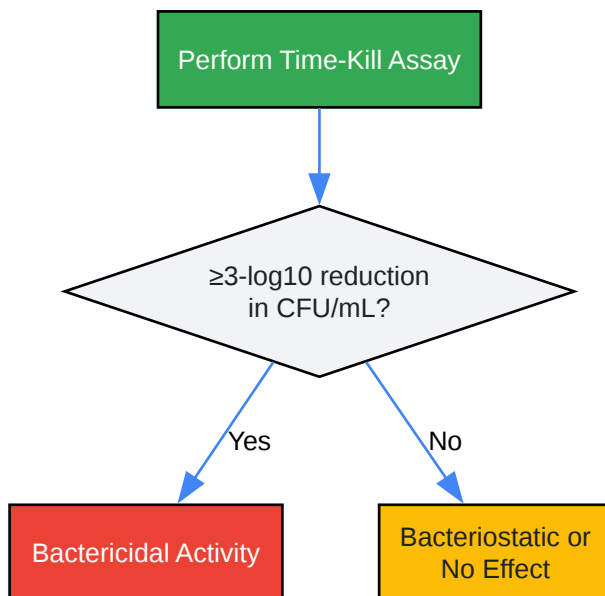 Perform Time-Kill Assay
≥3-log10 reduction
in CFU/mL?
Yes
No
Bactericidal Activity
Bacteriostatic or
No Effect